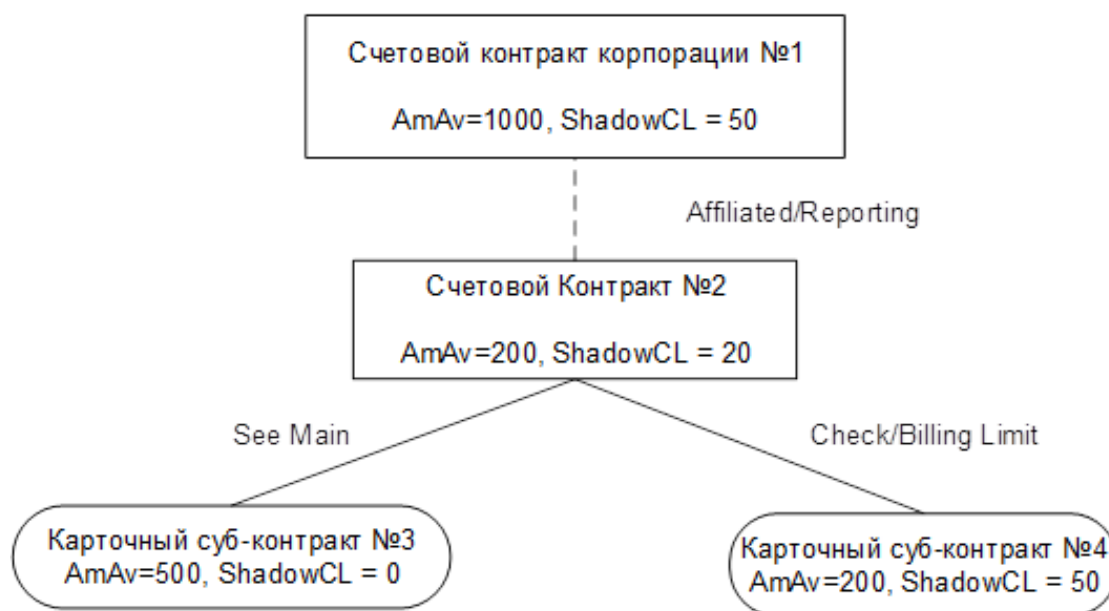 Счетовой контракт корпорации №1
AmAv=1000, ShadowCL = 50
Affiliated/Reporting
Счетовой Контракт №2
AmAv=200, ShadowCL = 20
See Main
Check/Billing Limit
Карточный суб-контракт №3
AmAv=500, ShadowCL = 0
Карточный суб-контракт №4
AmAv=200, ShadowCL = 50